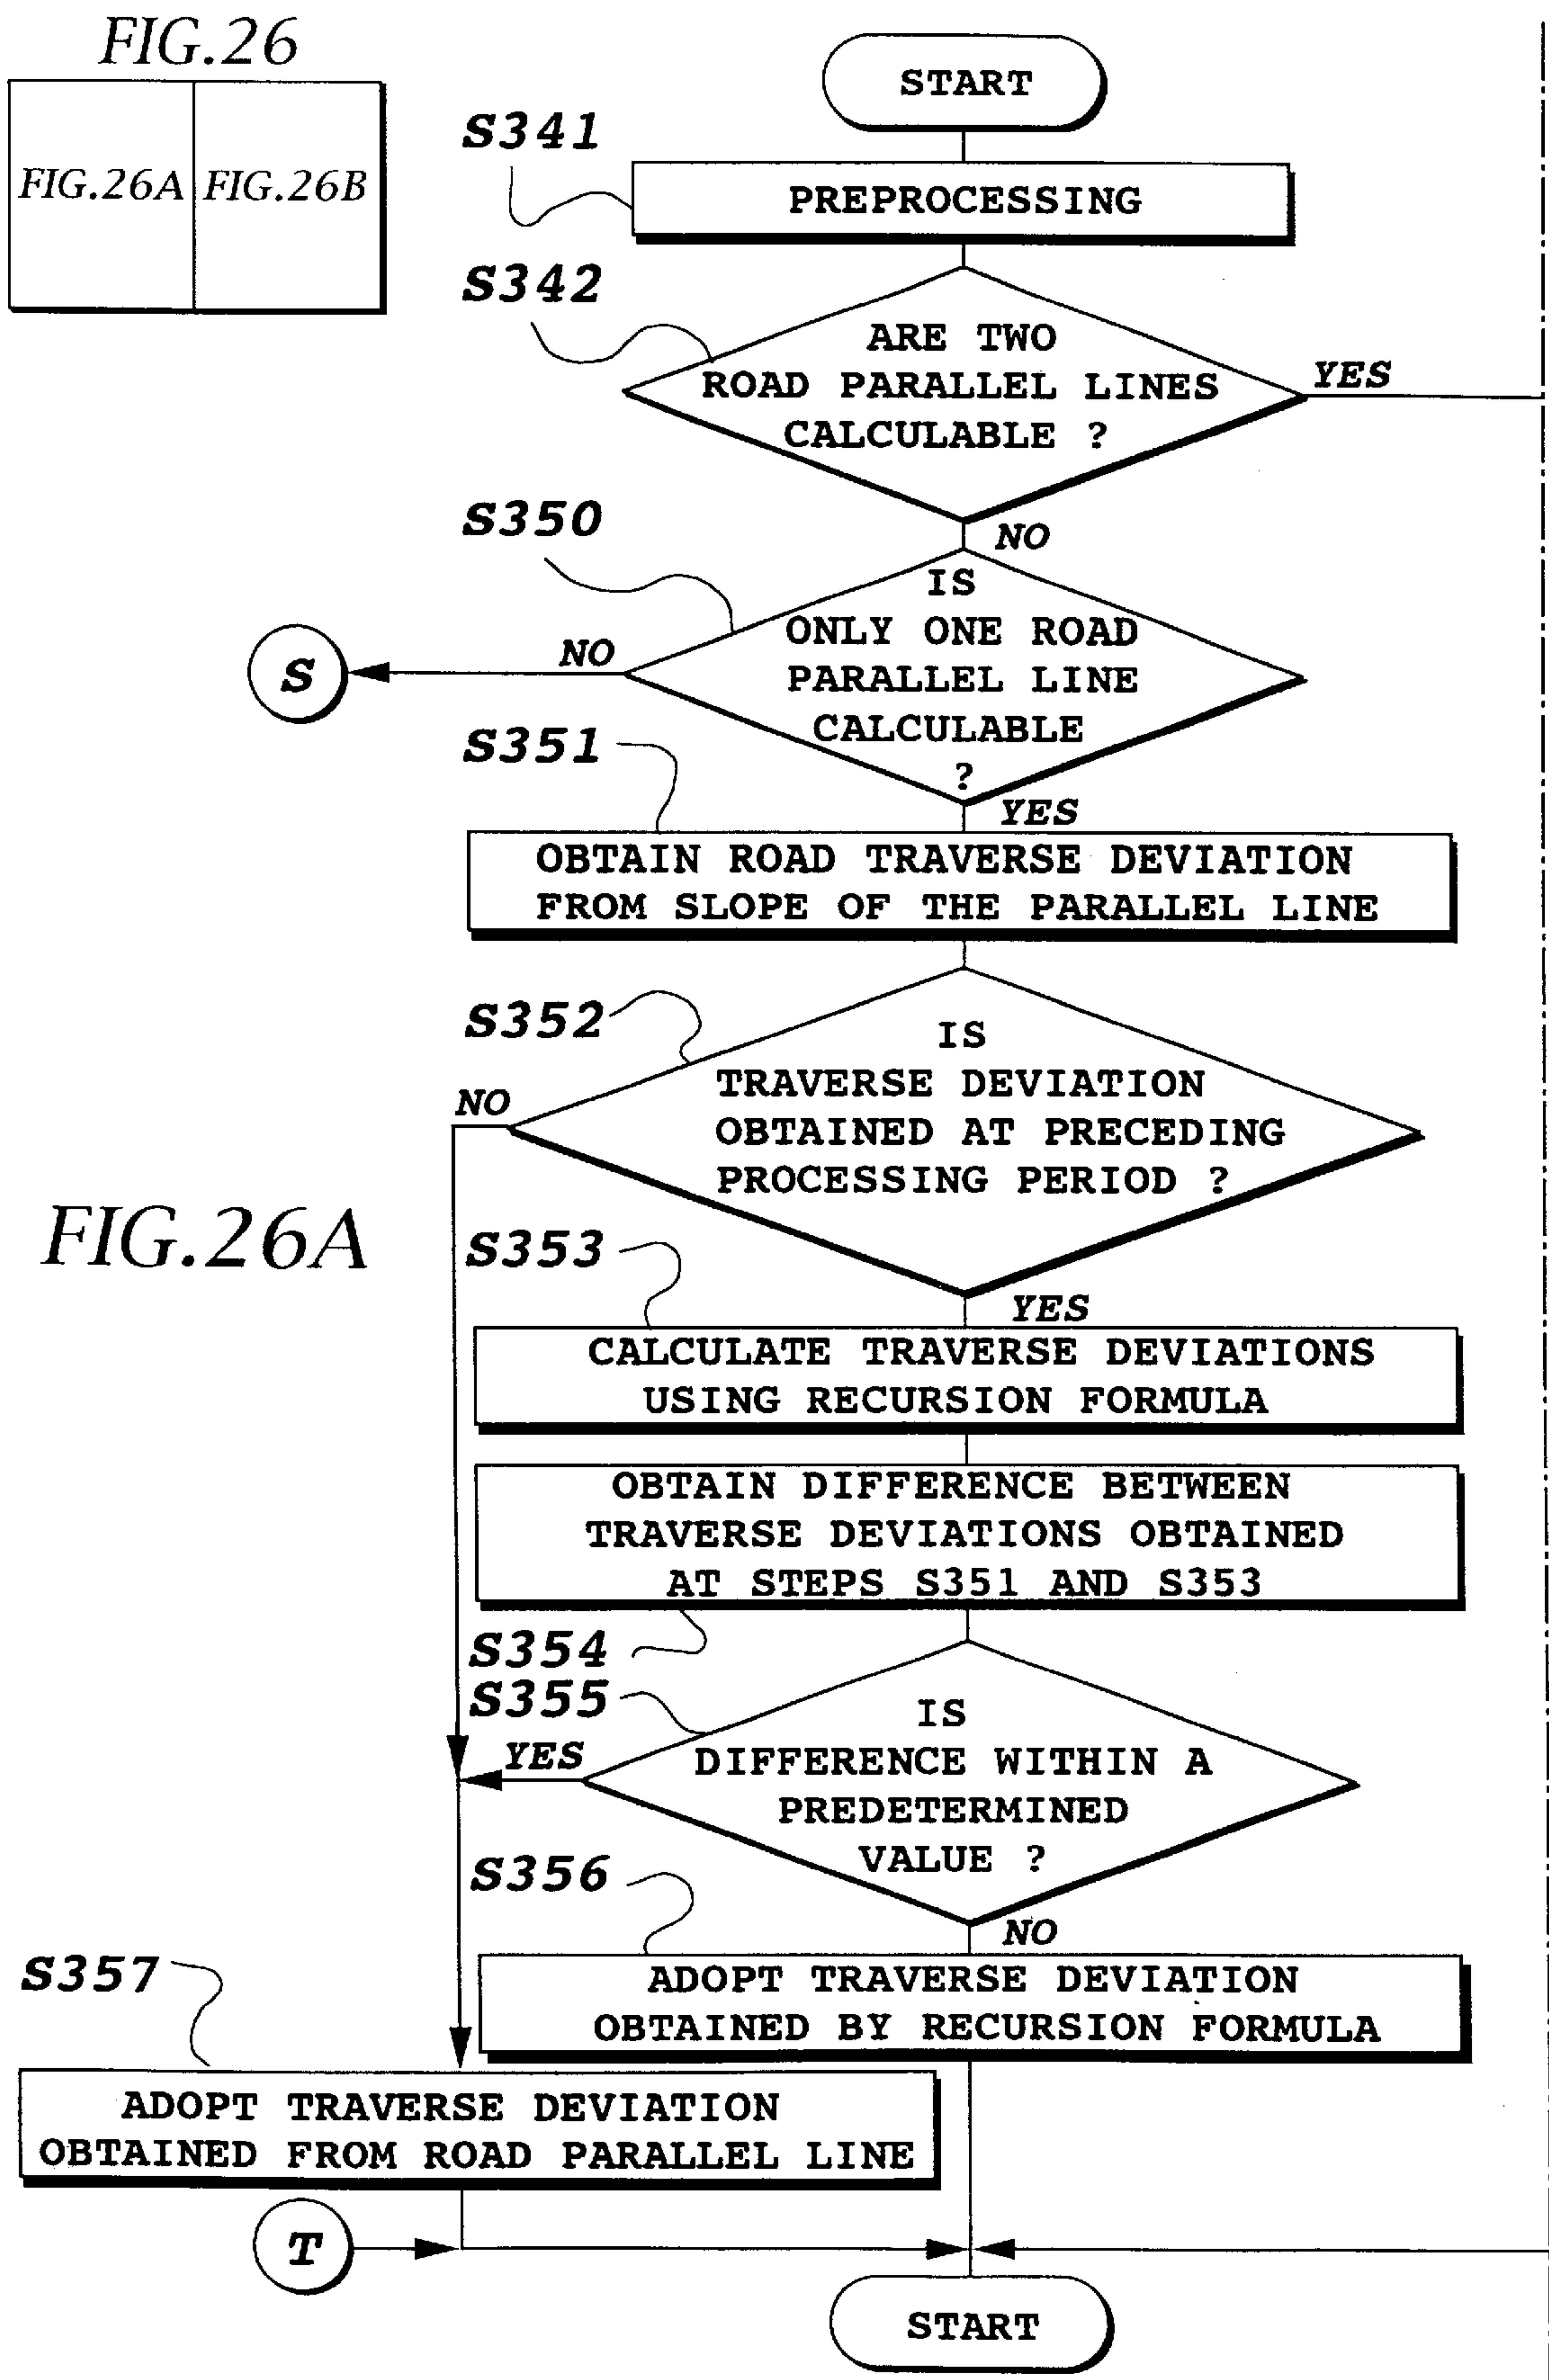 FIG.26
FIG.26A
FIG.26B
START
S341
PREPROCESSING
S342
ARE TWO
ROAD PARALLEL LINES
CALCULABLE ?
YES
NO
S350
IS
ONLY ONE ROAD
PARALLEL LINE
CALCULABLE
?
NO
S
YES
S351
OBTAIN ROAD TRAVERSE DEVIATION
FROM SLOPE OF THE PARALLEL LINE
S352
IS
TRAVERSE DEVIATION
OBTAINED AT PRECEDING
PROCESSING PERIOD ?
NO
YES
FIG.26A
S353
CALCULATE TRAVERSE DEVIATIONS
USING RECURSION FORMULA
OBTAIN DIFFERENCE BETWEEN
TRAVERSE DEVIATIONS OBTAINED
AT STEPS S351 AND S353
S354
S355
IS
DIFFERENCE WITHIN A
PREDETERMINED
VALUE ?
YES
NO
S356
ADOPT TRAVERSE DEVIATION
OBTAINED BY RECURSION FORMULA
S357
ADOPT TRAVERSE DEVIATION
OBTAINED FROM ROAD PARALLEL LINE
T
START